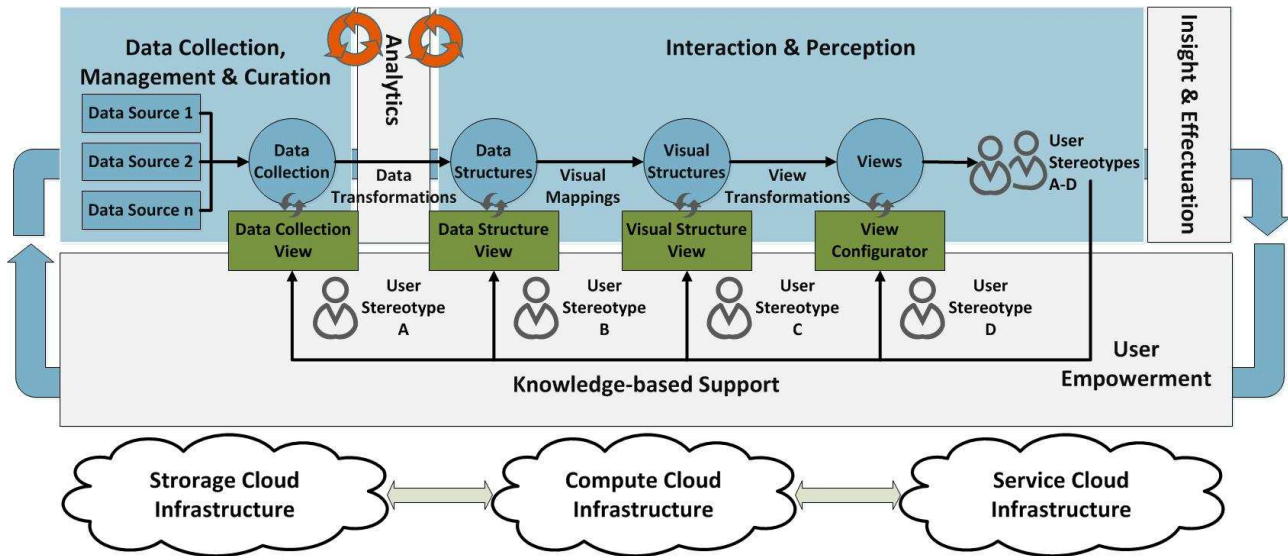 Data Collection,
Management & Curation
Analytics
Interaction & Perception
Insight & Effectuation
Data Source 1
Data Source 2
Data Source n
Data
Collection
Data
Transformations
Data
Structures
Visual
Mappings
Visual
Structures
View
Transformations
Views
User
Stereotypes
A-D
Data Collection
View
Data Structure
View
Visual Structure
View
View
Configurator
User
Stereotype
A
User
Stereotype
B
User
Stereotype
C
User
Stereotype
D
Knowledge-based Support
User
Empowerment
Strorage Cloud
Infrastructure
Compute Cloud
Infrastructure
Service Cloud
Infrastructure